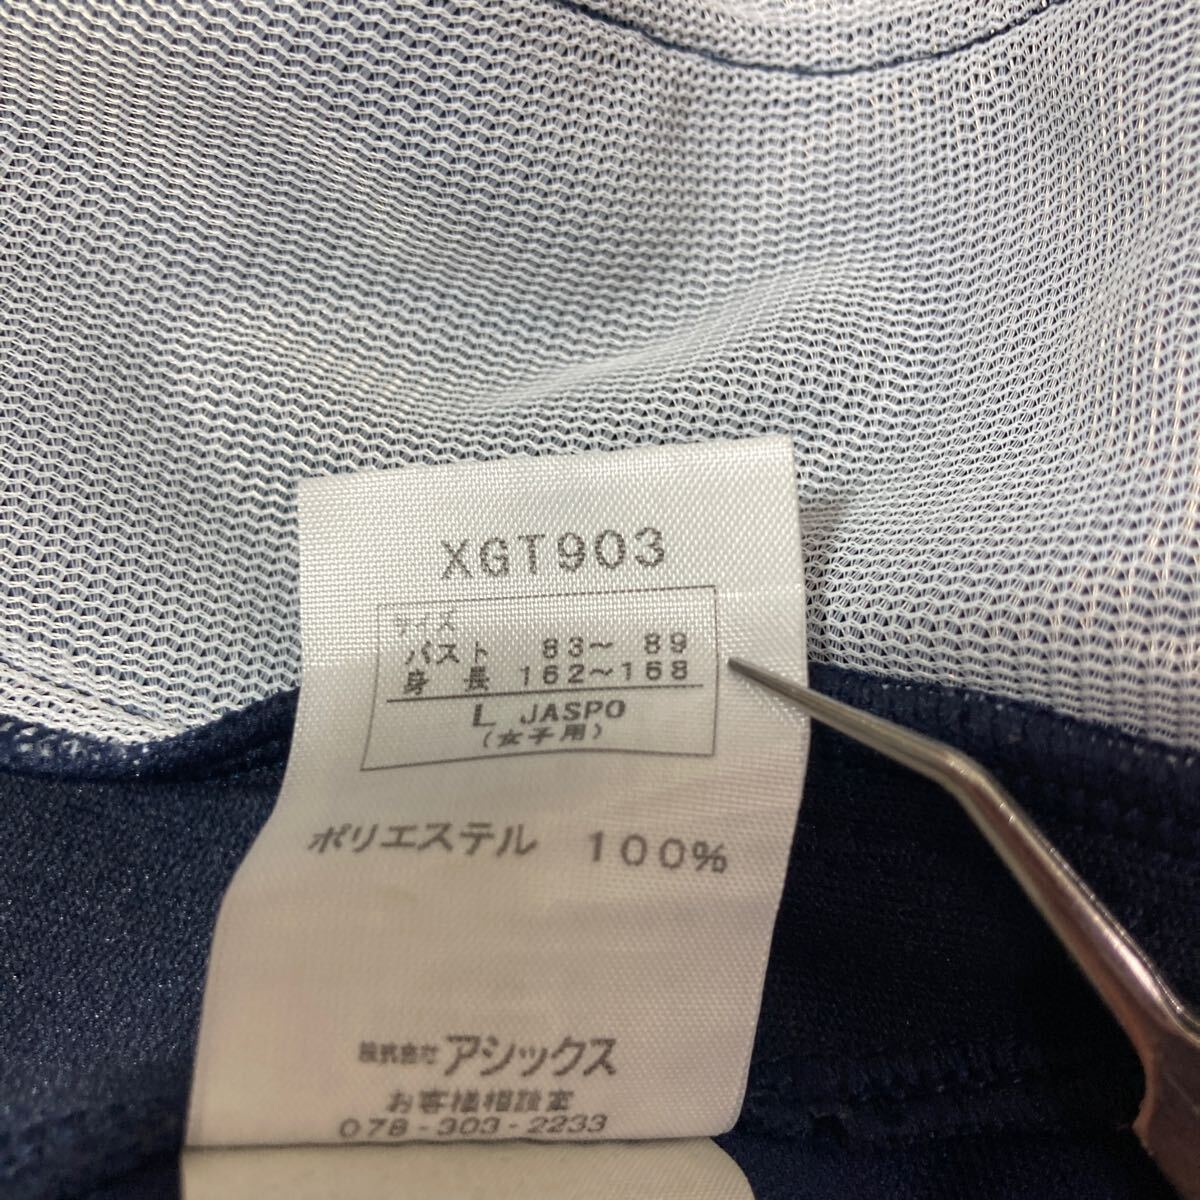 XGT903
サイズ
バスト 83～ 89
身 長 162～168
L JASPO
(女子用)
ポリエステル 100%
株式会社アシックス
お客様相談室
078-303-2233